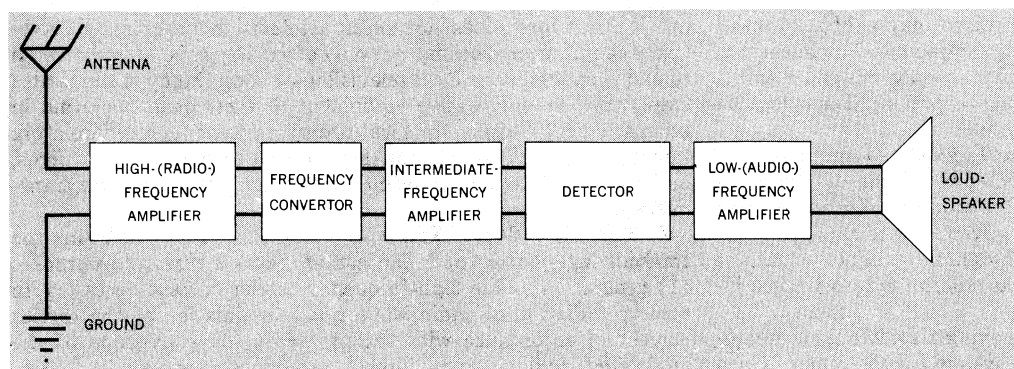 ANTENNA
HIGH-(RADIO-)
FREQUENCY
AMPLIFIER
FREQUENCY
CONVERTOR
INTERMEDIATE-
FREQUENCY
AMPLIFIER
DETECTOR
LOW-(AUDIO-)
FREQUENCY
AMPLIFIER
LOUD-
SPEAKER
GROUND